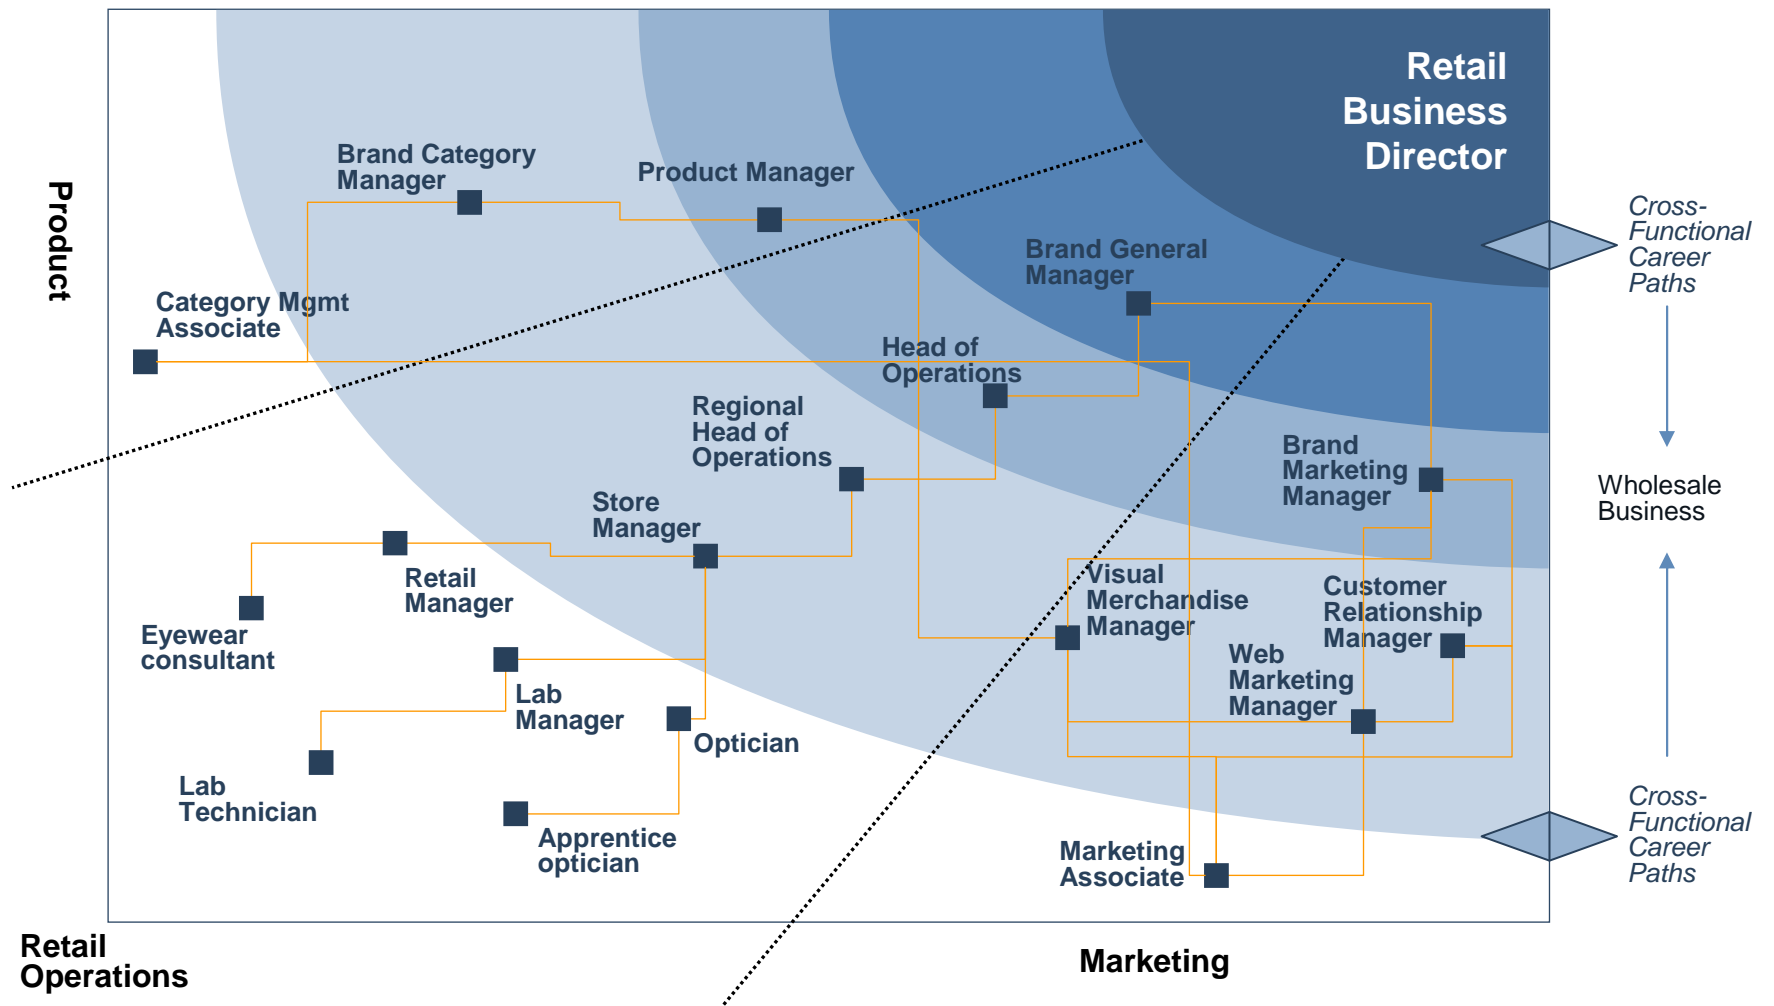 Retail
Business
Director
Brand Category
Manager
Product Manager
Product
Cross-
Functional
Career
Paths
Brand General
Manager
Category Mgmt
Associate
Head of
Operations
Regional
Head of
Operations
Brand
Marketing
Manager
Wholesale
Business
Store
Manager
Retail
Manager
Visual
Merchandise
Manager
Customer
Relationship
Manager
Eyewear
consultant
Web
Marketing
Manager
Lab
Manager
Optician
Lab
Technician
Apprentice
optician
Marketing
Associate
Cross-
Functional
Career
Paths
Retail
Operations
Marketing